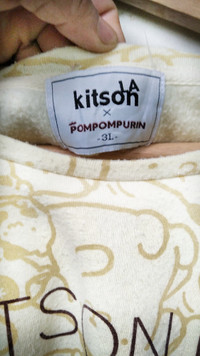 kitson LA
×
POMPOMPURIN
-31-
TSON